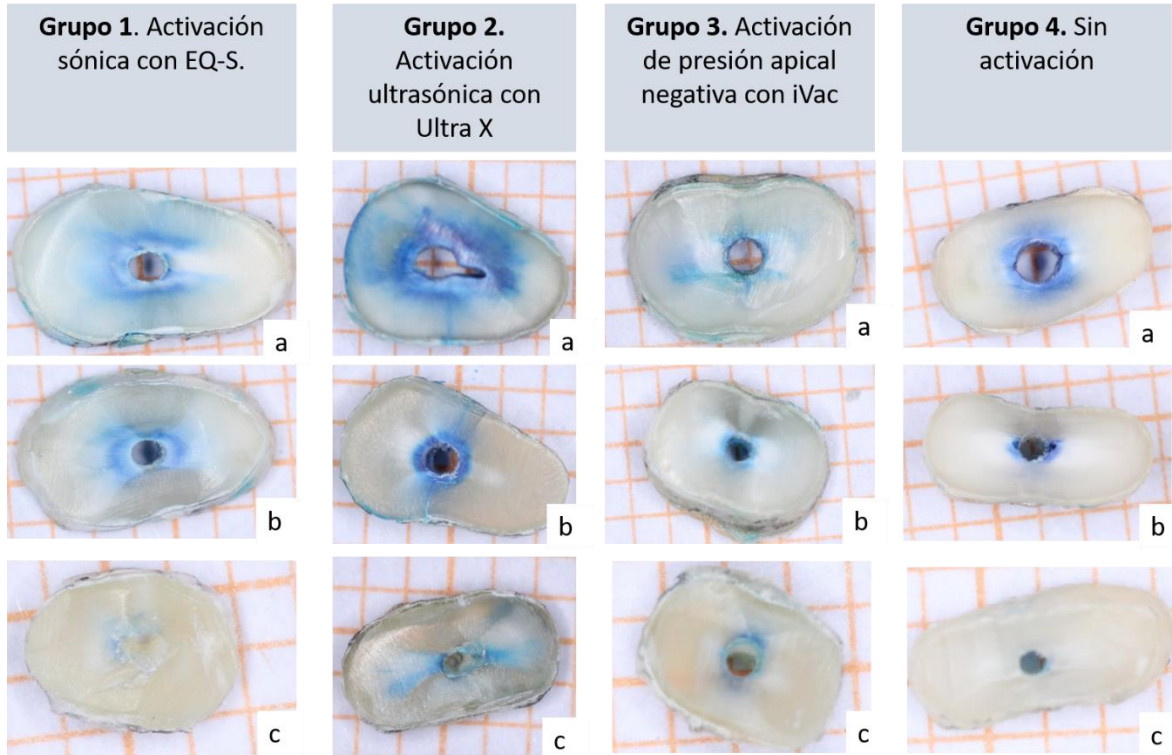 Grupo 1. Activación
sónica con EQ-S.
Grupo 2.
Activación
ultrasónica con
Ultra X
Grupo 3. Activación
de presión apical
negativa con iVac
Grupo 4. Sin
activación
a
a
a
a
b
b
b
b
c
c
c
c